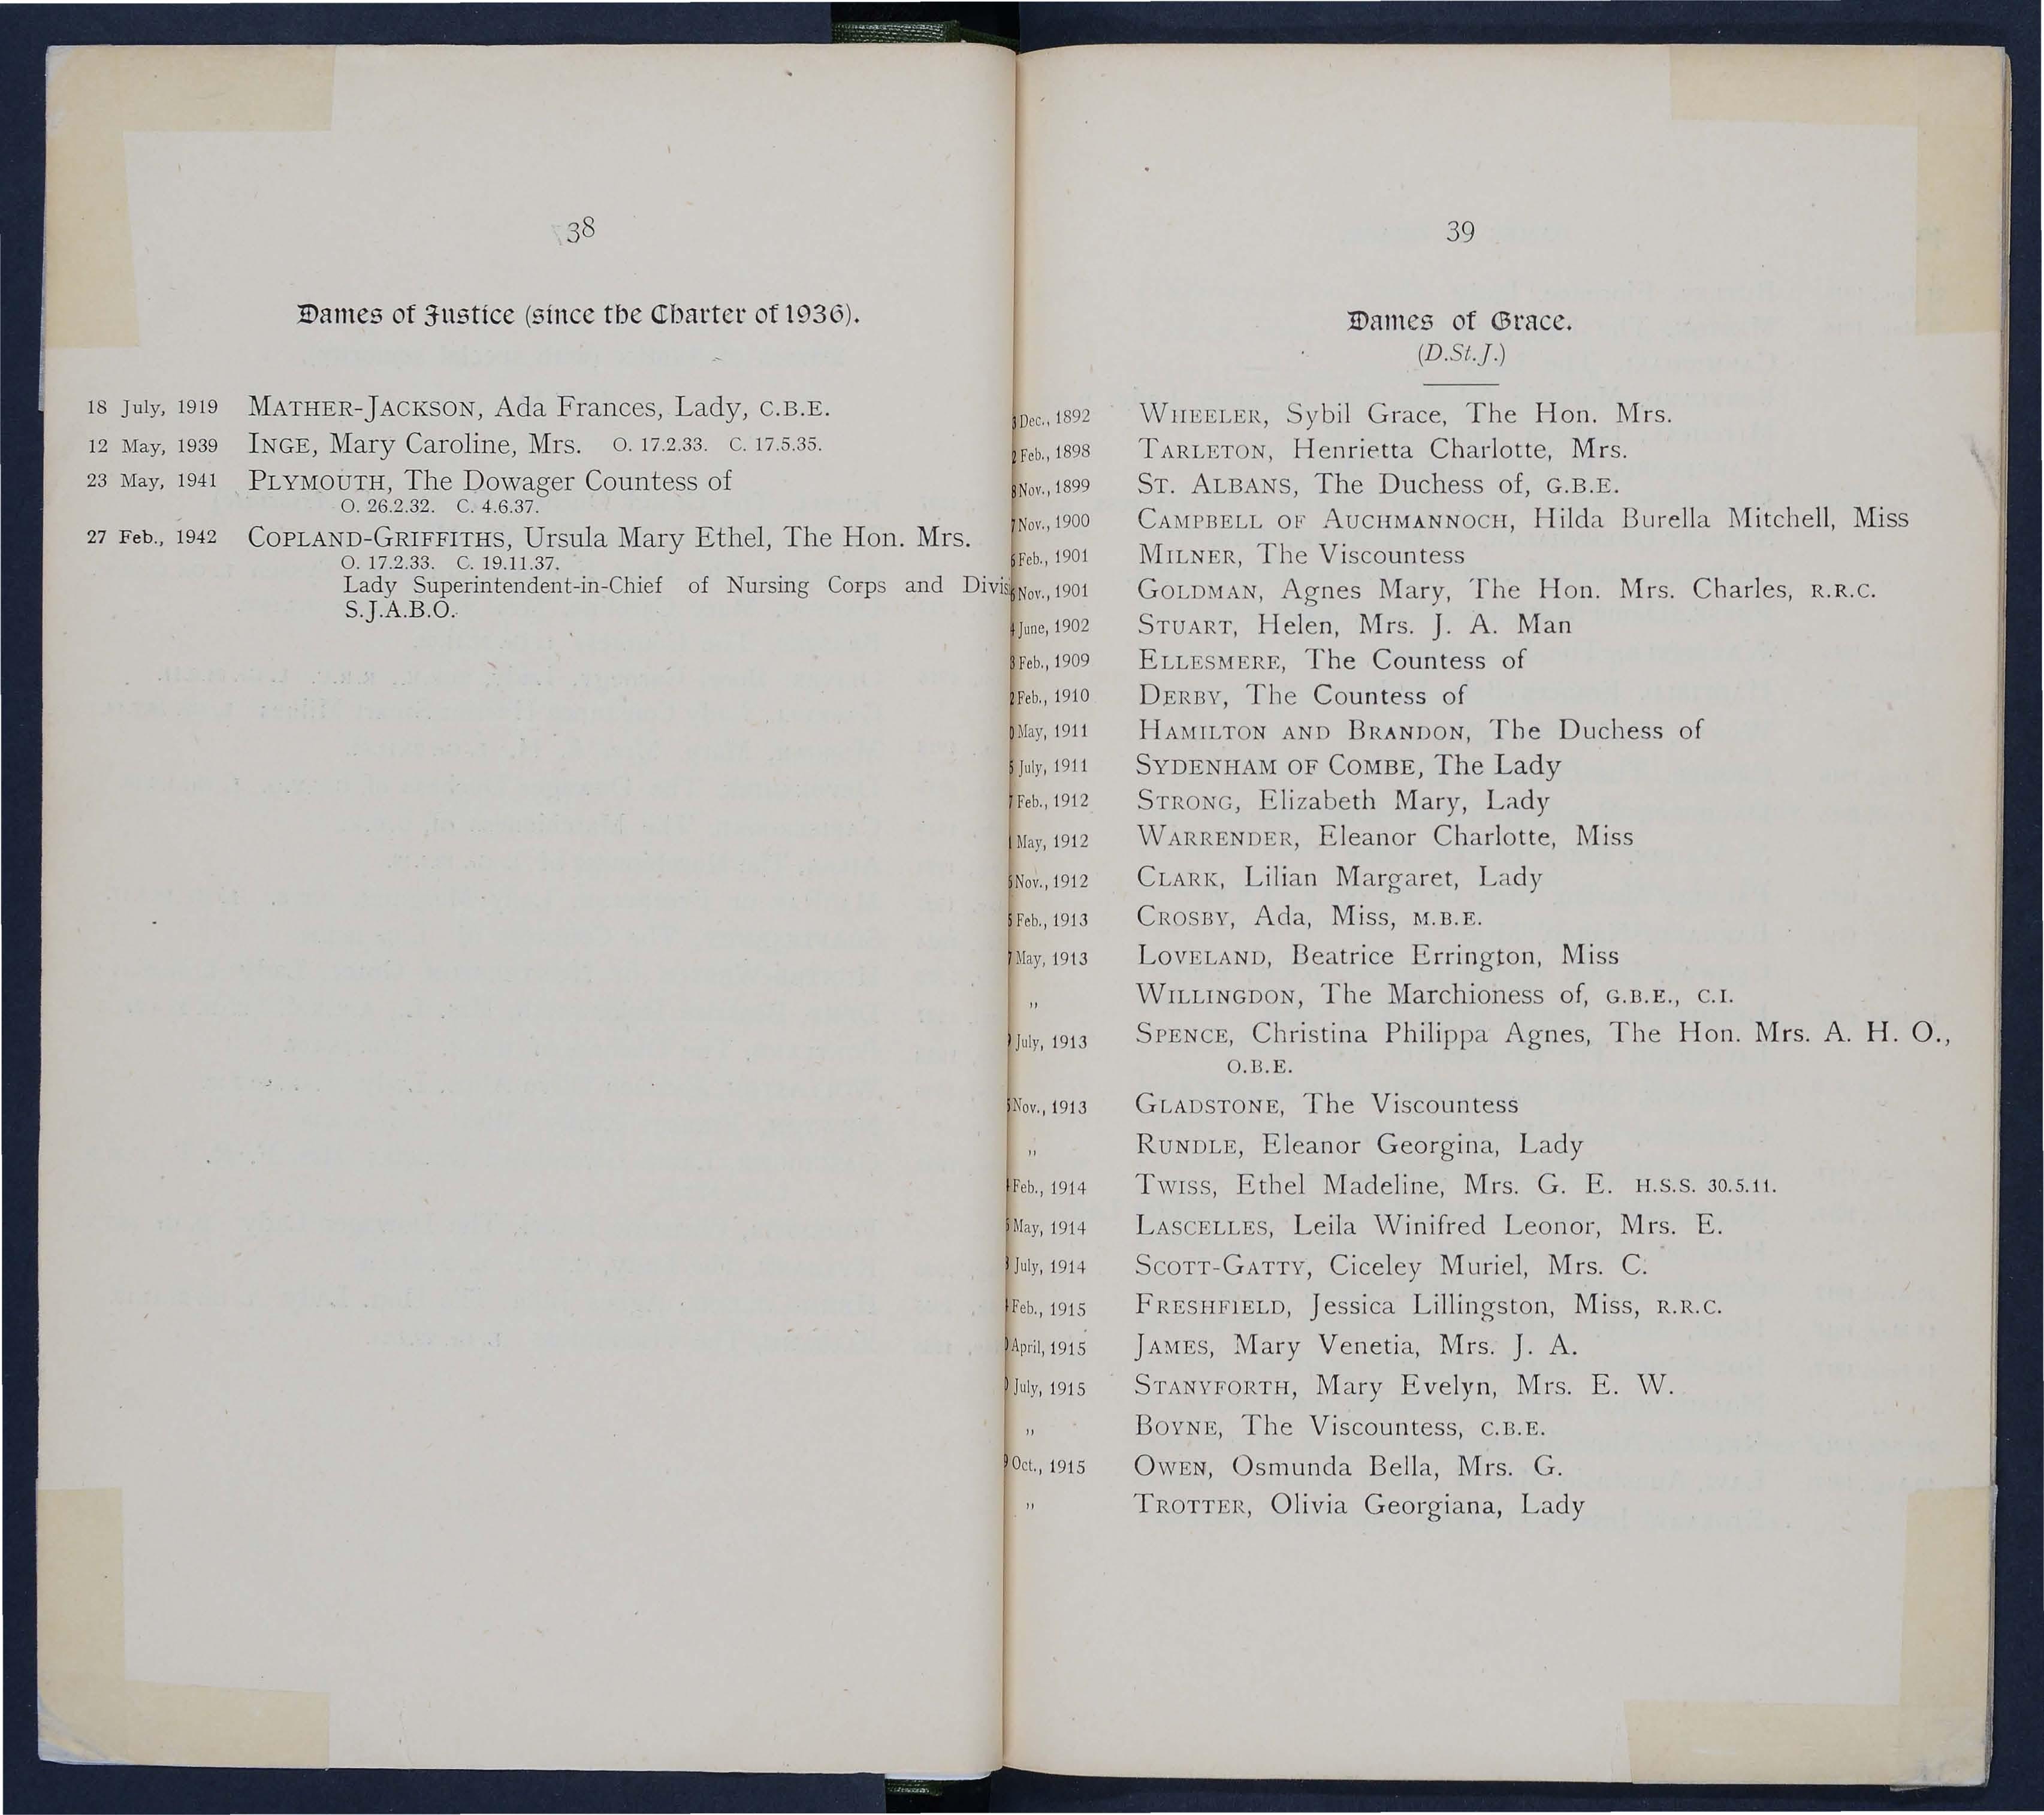 38
Dames of Justice (since the Charter of 1936).
18 July, 1919 MATHER-JACKSON, Ada Frances, Lady, C.B.E.
12 May, 1939 INGE, Mary Caroline, Mrs. O. 17.2.33. C. 17.5.35.
23 May, 1941 PLYMOUTH, The Dowager Countess of
O. 26.2.32. C. 4.6.37.
27 Feb., 1942 COPLAND-GRIFFITHS, Ursula Mary Ethel, The Hon. Mrs.
O. 17.2.33. C. 19.11.37.
Lady Superintendent-in-Chief of Nursing Corps and Divis
S.J.A.B.O.
39
Dames of Grace.
(D.St.J.)
Dec., 1892 WHEELER, Sybil Grace, The Hon. Mrs.
Feb., 1898 TARLETON, Henrietta Charlotte, Mrs.
Nov., 1899 ST. ALBANS, The Duchess of, G.B.E.
Nov., 1900 CAMPBELL OF AUCHMANNOCH, Hilda Burella Mitchell, Miss
Feb., 1901 MILNER, The Viscountess
Nov., 1901 GOLDMAN, Agnes Mary, The Hon. Mrs. Charles, R.R.C.
June, 1902 STUART, Helen, Mrs. J. A. Man
Feb., 1909 ELLESMERE, The Countess of
Feb., 1910 DERBY, The Countess of
May, 1911 HAMILTON AND BRANDON, The Duchess of
July, 1911 SYDENHAM OF COMBE, The Lady
Feb., 1912 STRONG, Elizabeth Mary, Lady
May, 1912 WARRENDER, Eleanor Charlotte, Miss
Nov., 1912 CLARK, Lilian Margaret, Lady
Feb., 1913 CROSBY, Ada, Miss, M.B.E.
May, 1913 LOVELAND, Beatrice Errington, Miss
" WILLINGDON, The Marchioness of, G.B.E., C.I.
July, 1913 SPENCE, Christina Philippa Agnes, The Hon. Mrs. A. H. O.,
O.B.E.
Nov., 1913 GLADSTONE, The Viscountess
" RUNDLE, Eleanor Georgina, Lady
Feb., 1914 TWISS, Ethel Madeline, Mrs. G. E. H.S.S. 30.5.11.
May, 1914 LASCELLES, Leila Winifred Leonor, Mrs. E.
July, 1914 SCOTT-GATTY, Ciceley Muriel, Mrs. C.
Feb., 1915 FRESHFIELD, Jessica Lillingston, Miss, R.R.C.
April, 1915 JAMES, Mary Venetia, Mrs. J. A.
July, 1915 STANYFORTH, Mary Evelyn, Mrs. E. W.
" BOYNE, The Viscountess, C.B.E.
Oct., 1915 OWEN, Osmunda Bella, Mrs. G.
" TROTTER, Olivia Georgiana, Lady